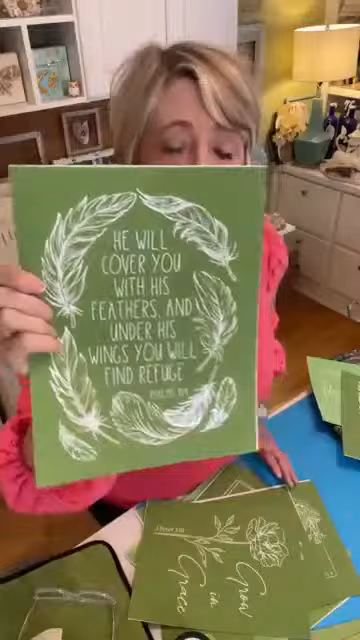 HE WILL
COVER YOU
WITH HIS
FEATHERS, AND
UNDER HIS
WINGS YOU WILL
FIND REFUGE
Grow
in
Grace